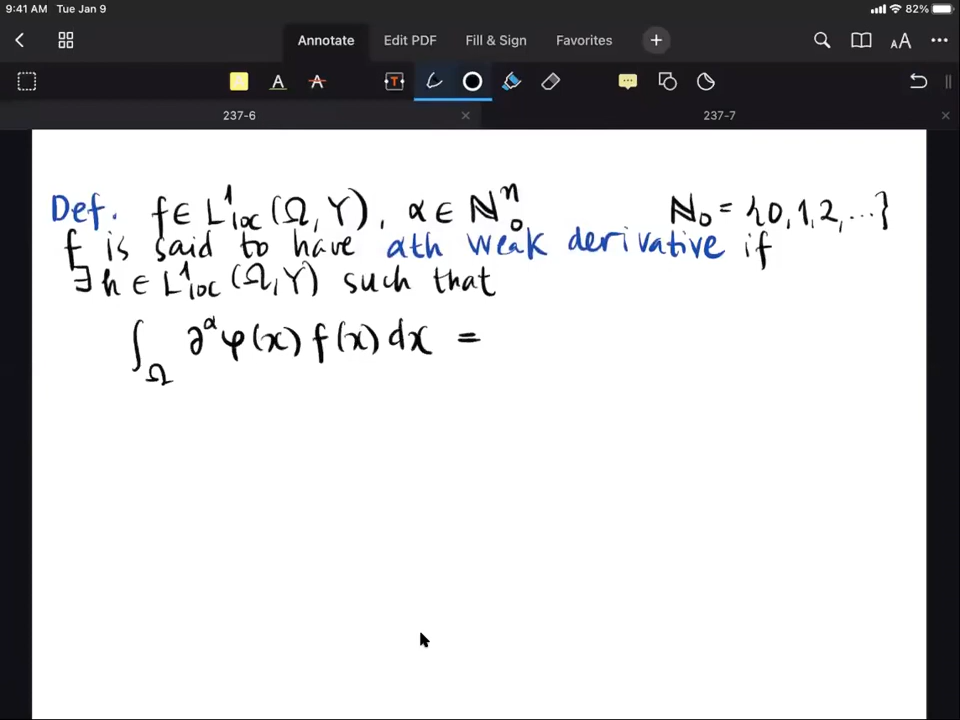 9:41 AM Tue Jan 9 82%
Annotate Edit PDF Fill & Sign Favorites
237-6 237-7
Def. f ∈ L¹loc (Ω, Y), α ∈ ℕ₀ⁿ ℕ₀ = {0, 1, 2, ...}
f is said to have αth weak derivative if
∃ h ∈ L¹loc (Ω, Y) such that
∫_Ω ∂^α φ(x) f(x) dx =